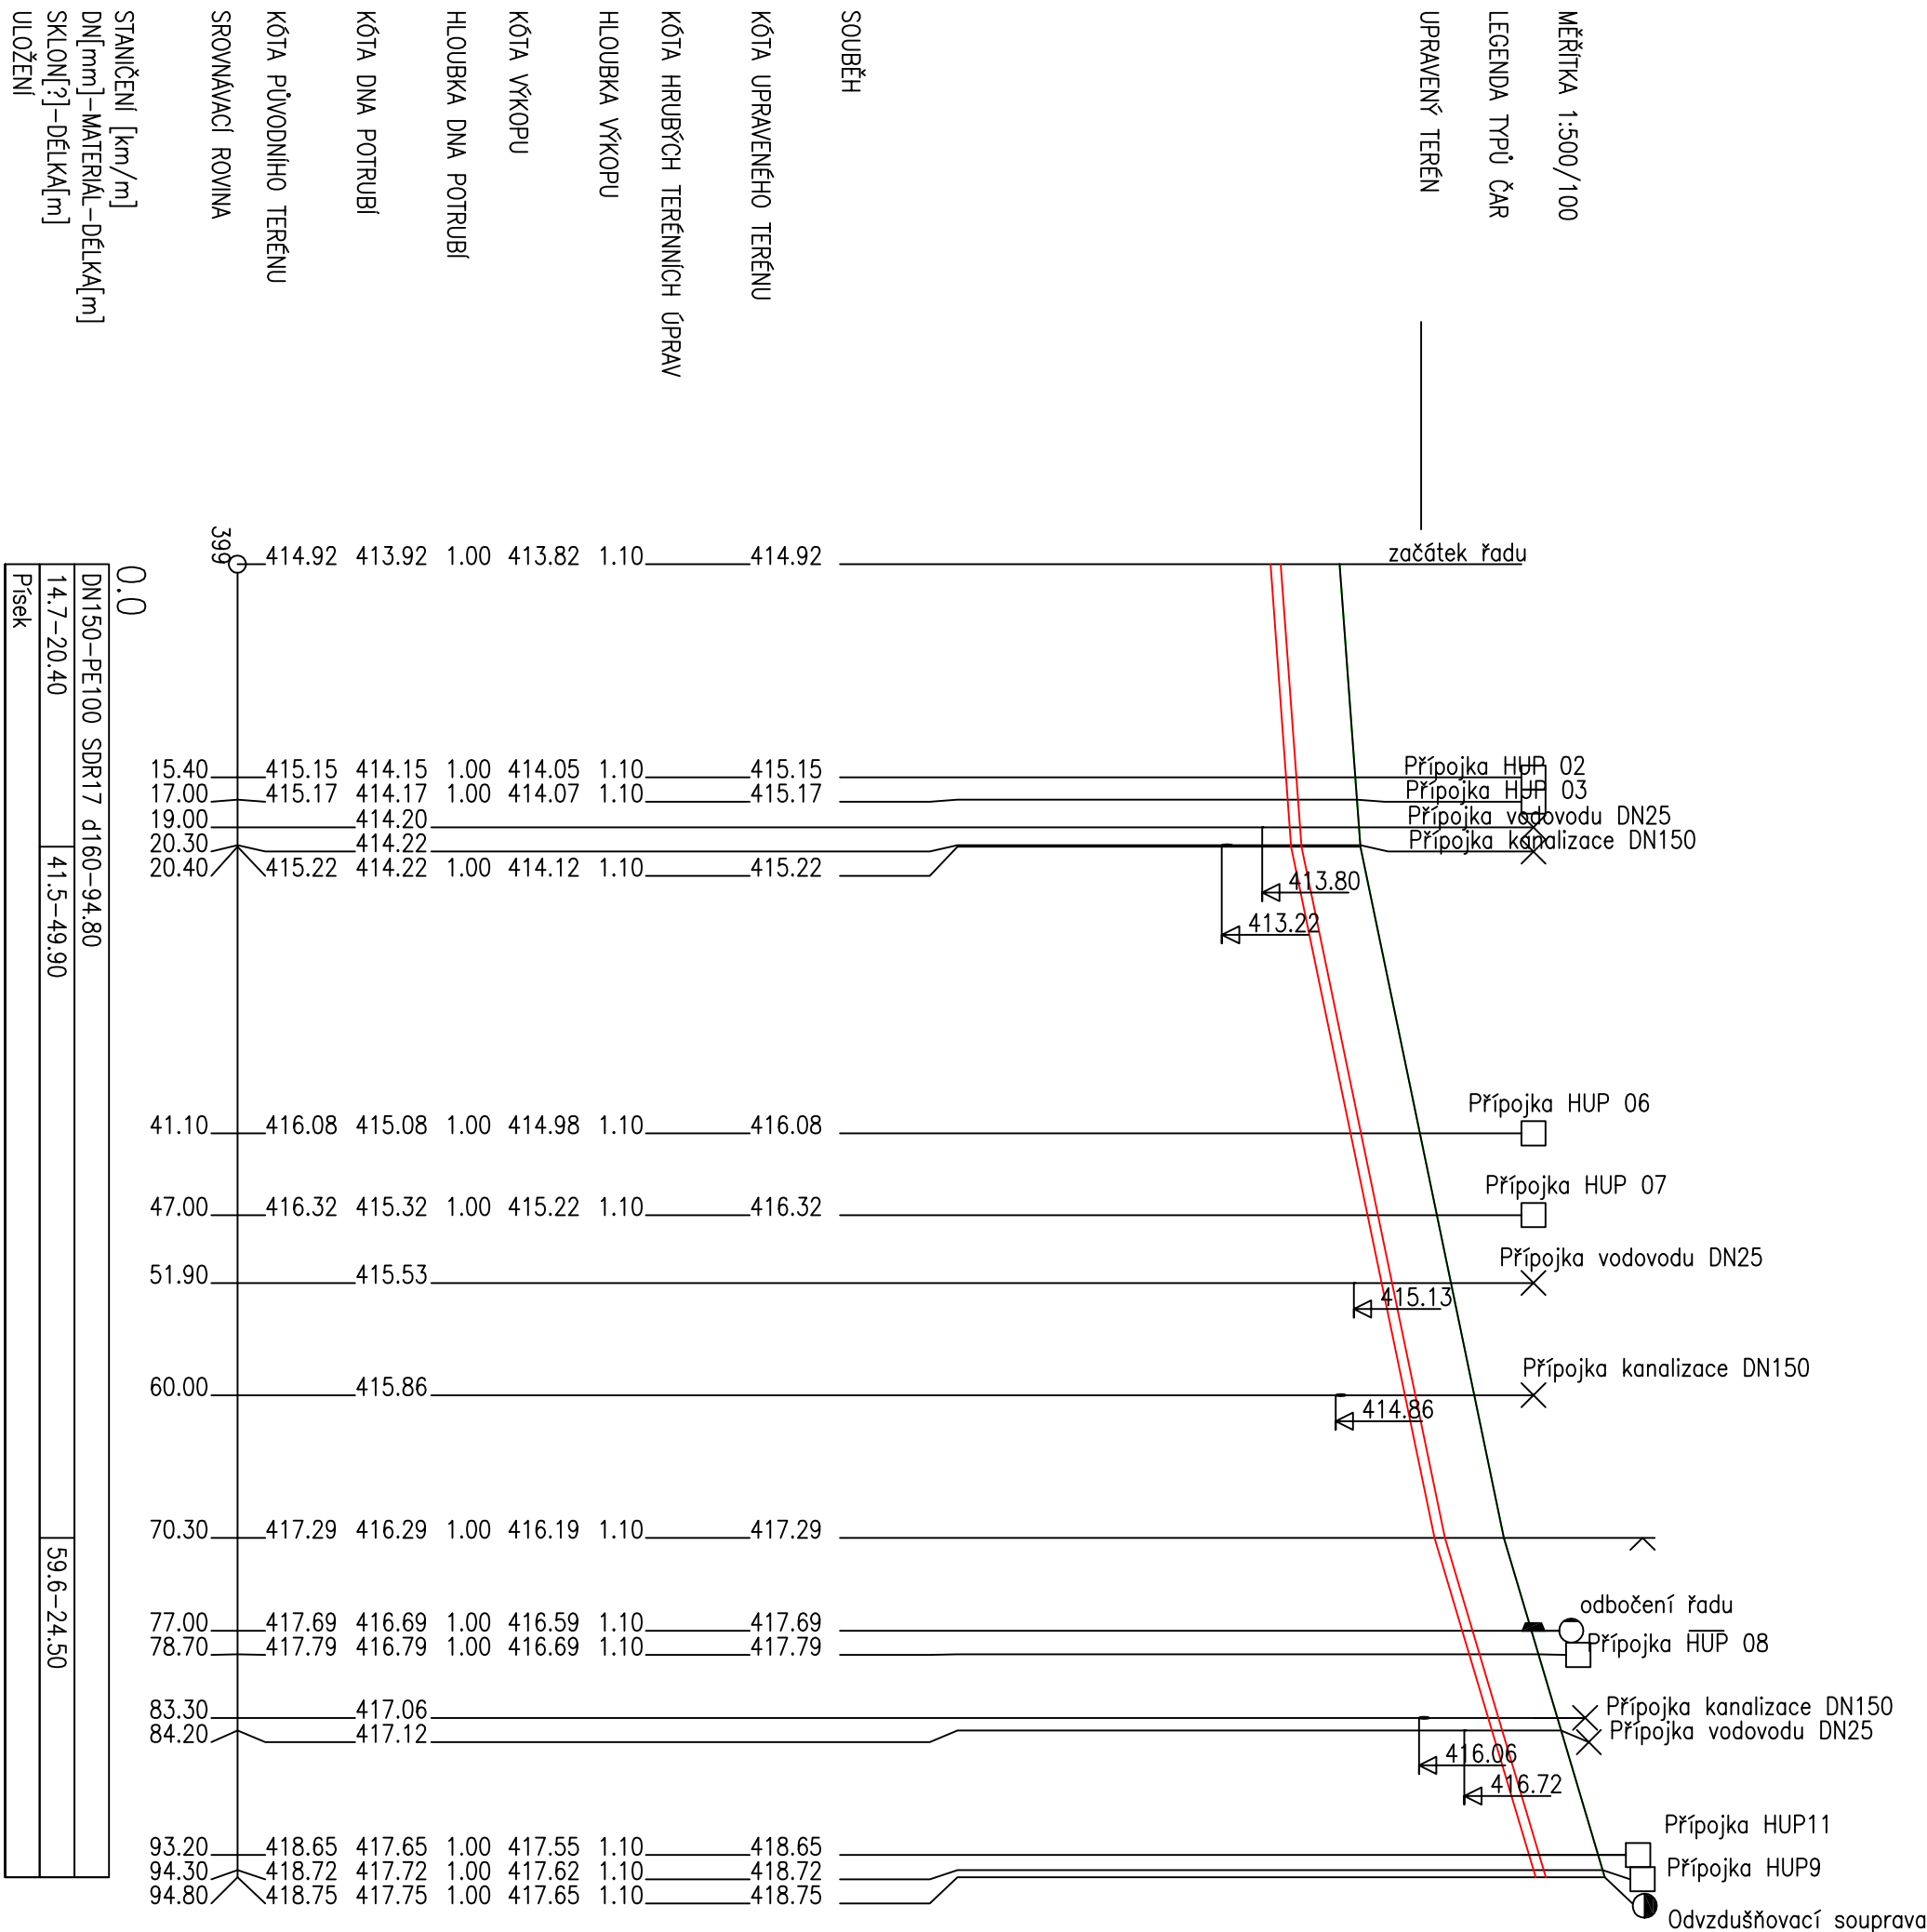 MĚŘÍTKA 1:500/100
LEGENDA TYPŮ ČAR
UPRAVENÝ TERÉN
SOUBĚH
KÓTA UPRAVENÉHO TERÉNU
KÓTA HRUBÝCH TERÉNNÍCH ÚPRAV
HLOUBKA VÝKOPU
KÓTA VÝKOPU
HLOUBKA DNA POTRUBÍ
KÓTA DNA POTRUBÍ
KÓTA PŮVODNÍHO TERÉNU
SROVNÁVACÍ ROVINA
STANIČENÍ [km/m]
DN[mm]-MATERIÁL-DÉLKA[m]
SKLON[?]-DÉLKA[m]
ULOŽENÍ
399
0.0
DN150-PE100 SDR17 d160-94.80
14.7-20.40
41.5-49.90
59.6-24.50
Písek
414.92 413.92 1.00 413.82 1.10 414.92 začátek řadu
15.40 415.15 414.15 1.00 414.05 1.10 415.15 Přípojka HUP 02
17.00 415.17 414.17 1.00 414.07 1.10 415.17 Přípojka HUP 03
19.00 414.20 Přípojka vodovodu DN25
20.30 414.22 Přípojka kanalizace DN150
20.40 415.22 414.22 1.00 414.12 1.10 415.22
413.80
413.22
41.10 416.08 415.08 1.00 414.98 1.10 416.08 Přípojka HUP 06
47.00 416.32 415.32 1.00 415.22 1.10 416.32 Přípojka HUP 07
51.90 415.53 Přípojka vodovodu DN25
415.13
60.00 415.86 Přípojka kanalizace DN150
414.86
70.30 417.29 416.29 1.00 416.19 1.10 417.29
77.00 417.69 416.69 1.00 416.59 1.10 417.69 odbočení řadu
78.70 417.79 416.79 1.00 416.69 1.10 417.79 Přípojka HUP 08
83.30 417.06 Přípojka kanalizace DN150
84.20 417.12 Přípojka vodovodu DN25
416.06
416.72
93.20 418.65 417.65 1.00 417.55 1.10 418.65 Přípojka HUP11
94.30 418.72 417.72 1.00 417.62 1.10 418.72 Přípojka HUP9
94.80 418.75 417.75 1.00 417.65 1.10 418.75 Odvzdušňovací souprava